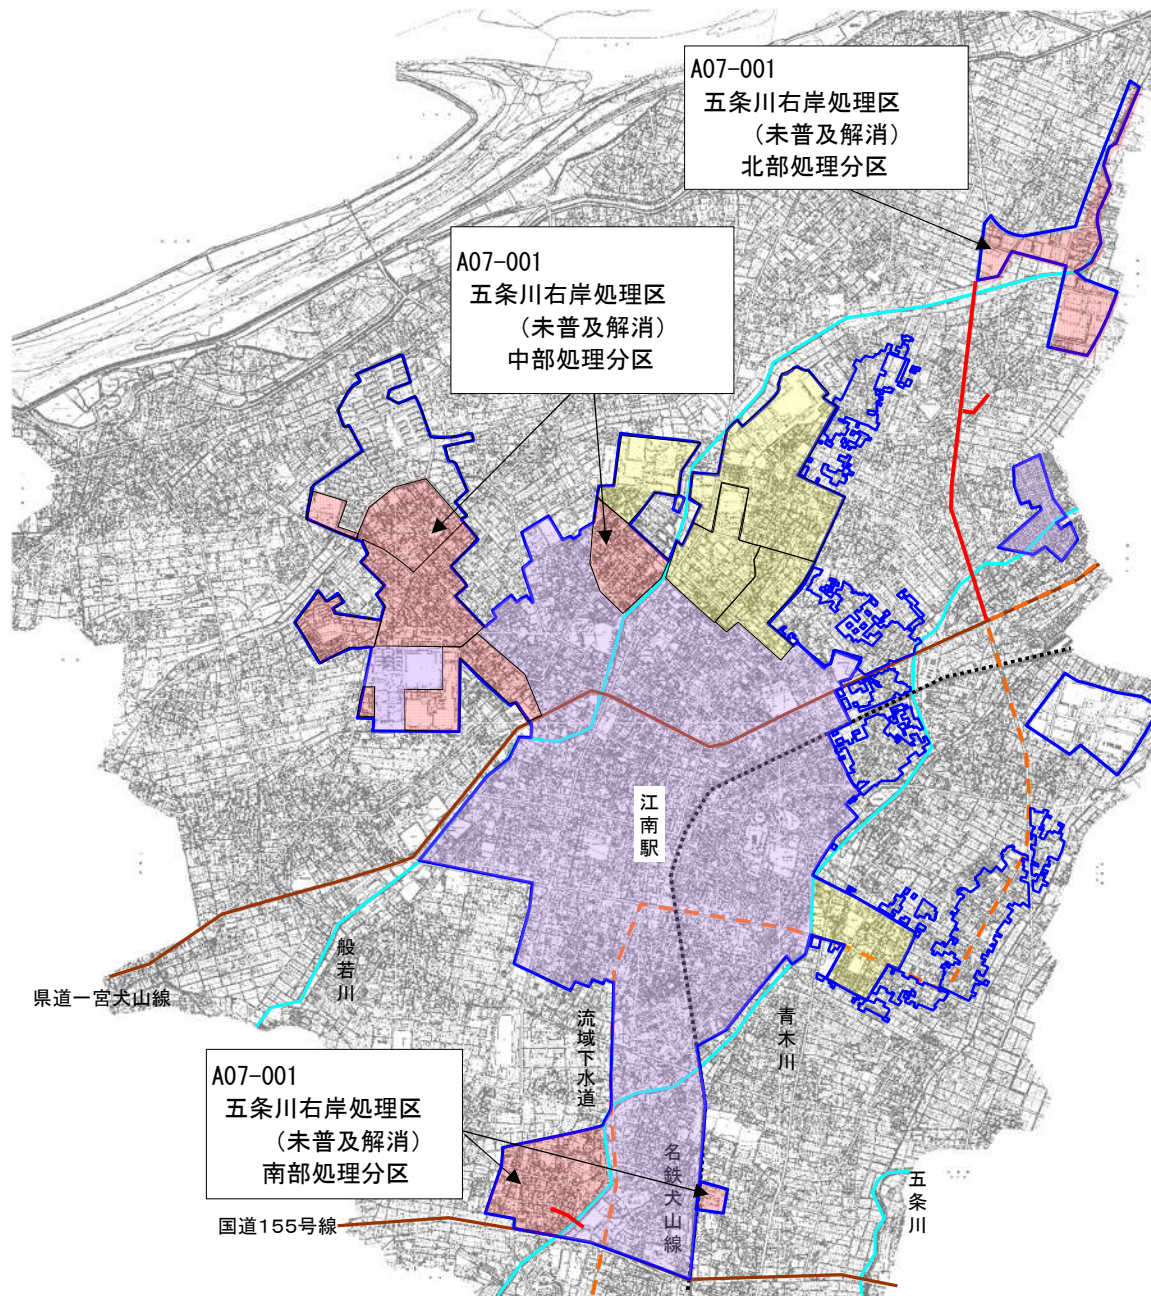 A07-001
五条川右岸処理区
（未普及解消）
北部処理分区
A07-001
五条川右岸処理区
（未普及解消）
中部処理分区
江南駅
県道一宮犬山線
般若川
流域下水道
青木川
A07-001
五条川右岸処理区
（未普及解消）
南部処理分区
名鉄犬山線
五条川
国道155号線